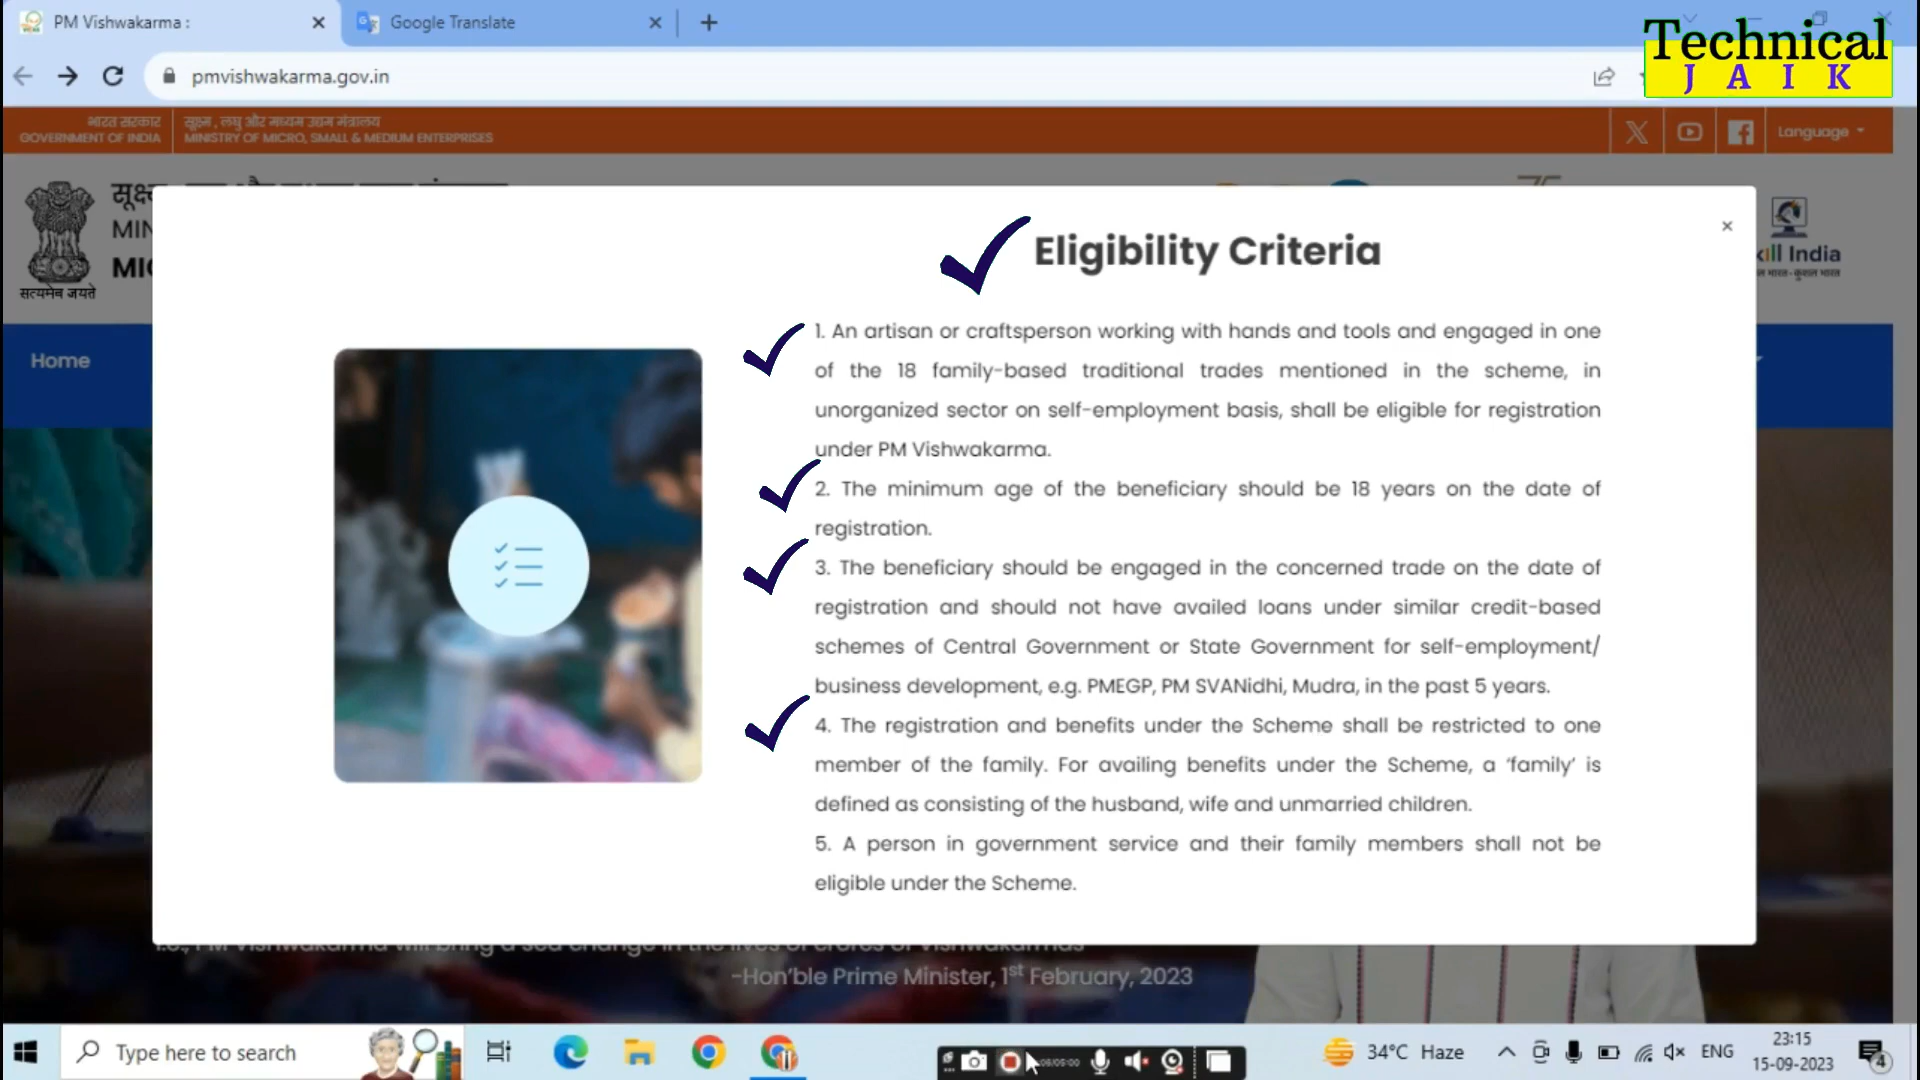 PM Vishwakarma :
Google Translate
Technical
JAIK
pmvishwakarma.gov.in
भारत सरकार
GOVERNMENT OF INDIA
सूक्ष्म, लघु और मध्यम उद्यम मंत्रालय
MINISTRY OF MICRO, SMALL & MEDIUM ENTERPRISES
Language
सत्यमेव जयते
Home
Eligibility Criteria
1. An artisan or craftsperson working with hands and tools and engaged in one
of the 18 family-based traditional trades mentioned in the scheme, in
unorganized sector on self-employment basis, shall be eligible for registration
under PM Vishwakarma.
2. The minimum age of the beneficiary should be 18 years on the date of
registration.
3. The beneficiary should be engaged in the concerned trade on the date of
registration and should not have availed loans under similar credit-based
schemes of Central Government or State Government for self-employment/
business development, e.g. PMEGP, PM SVANidhi, Mudra, in the past 5 years.
4. The registration and benefits under the Scheme shall be restricted to one
member of the family. For availing benefits under the Scheme, a ‘family’ is
defined as consisting of the husband, wife and unmarried children.
5. A person in government service and their family members shall not be
eligible under the Scheme.
India
-Hon'ble Prime Minister, 1st February, 2023
Type here to search
34°C Haze
ENG
23:15
15-09-2023
4